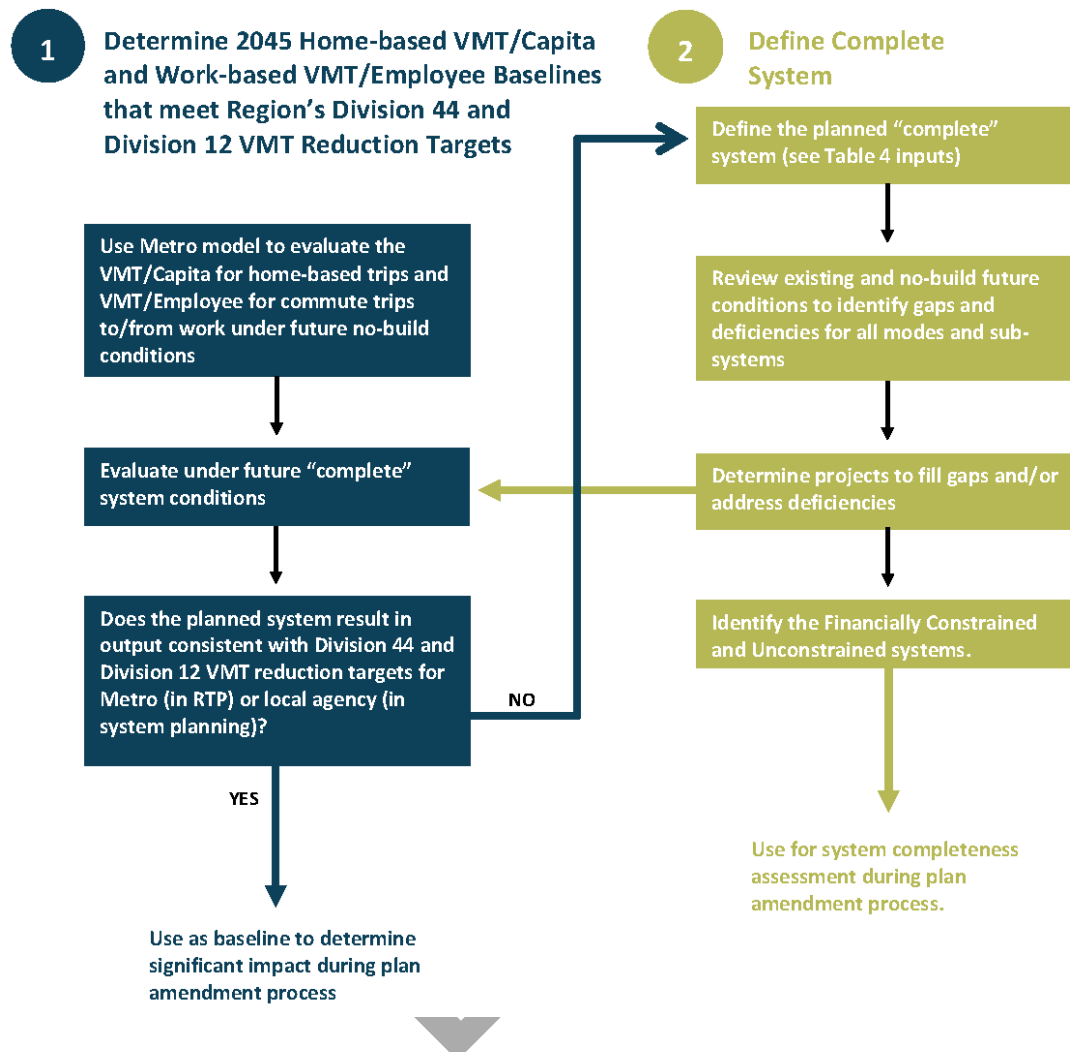 1
Determine 2045 Home-based VMT/Capita
and Work-based VMT/Employee Baselines
that meet Region's Division 44 and
Division 12 VMT Reduction Targets
Use Metro model to evaluate the
VMT/Capita for home-based trips and
VMT/Employee for commute trips
to/from work under future no-build
conditions
Evaluate under future “complete”
system conditions
Does the planned system result in
output consistent with Division 44 and
Division 12 VMT reduction targets for
Metro (in RTP) or local agency (in
system planning)?
NO
YES
Use as baseline to determine
significant impact during plan
amendment process
2
Define Complete
System
Define the planned “complete”
system (see Table 4 inputs)
Review existing and no-build future
conditions to identify gaps and
deficiencies for all modes and sub-
systems
Determine projects to fill gaps and/or
address deficiencies
Identify the Financially Constrained
and Unconstrained systems.
Use for system completeness
assessment during plan
amendment process.